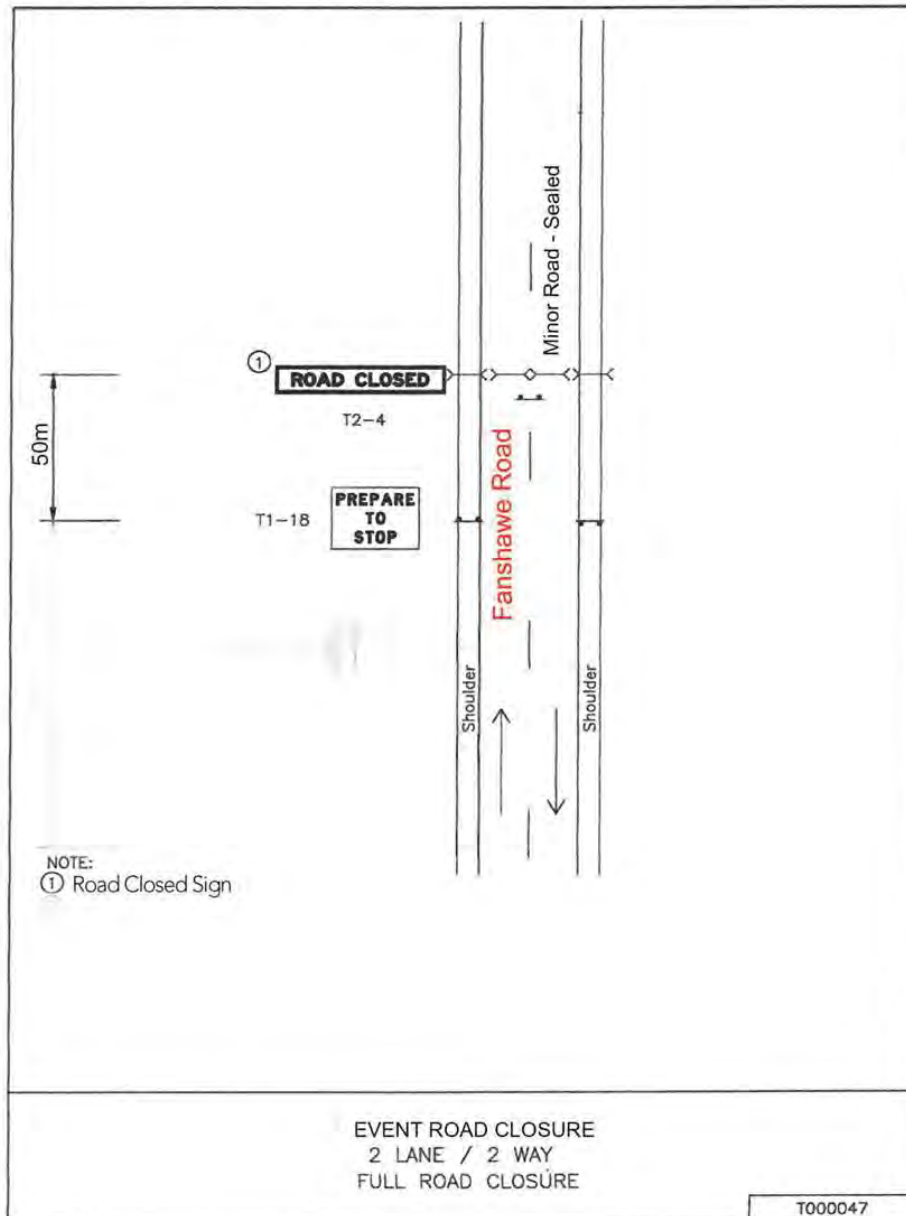 Minor Road - Sealed
①
ROAD CLOSED
T2-4
50m
T1-18
PREPARE
TO
STOP
Fanshawe Road
Shoulder
Shoulder
NOTE:
① Road Closed Sign
EVENT ROAD CLOSURE
2 LANE / 2 WAY
FULL ROAD CLOSURE
T000047